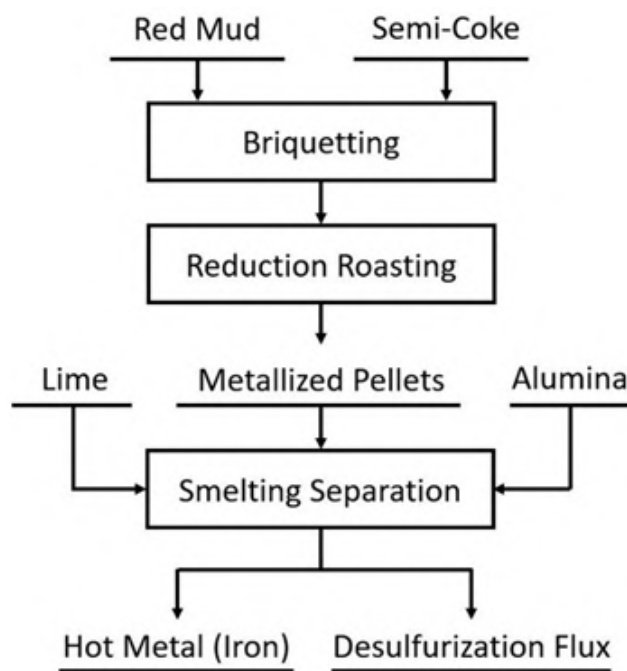 Red Mud
Semi-Coke
Briquetting
Reduction Roasting
Lime
Metallized Pellets
Alumina
Smelting Separation
Hot Metal (Iron)
Desulfurization Flux